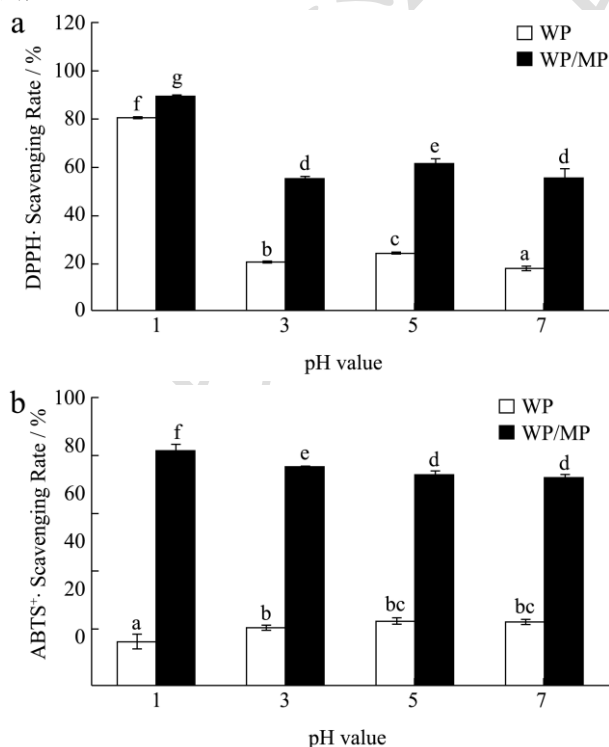 a
120
100
80
60
40
20
0
DPPH· Scavenging Rate / %
WP
WP/MP
f
g
b
d
c
e
a
d
1 3 5 7
pH value
b
100
80
60
40
20
0
ABTS⁺· Scavenging Rate / %
WP
WP/MP
a
f
b
e
bc
d
bc
d
1 3 5 7
pH value